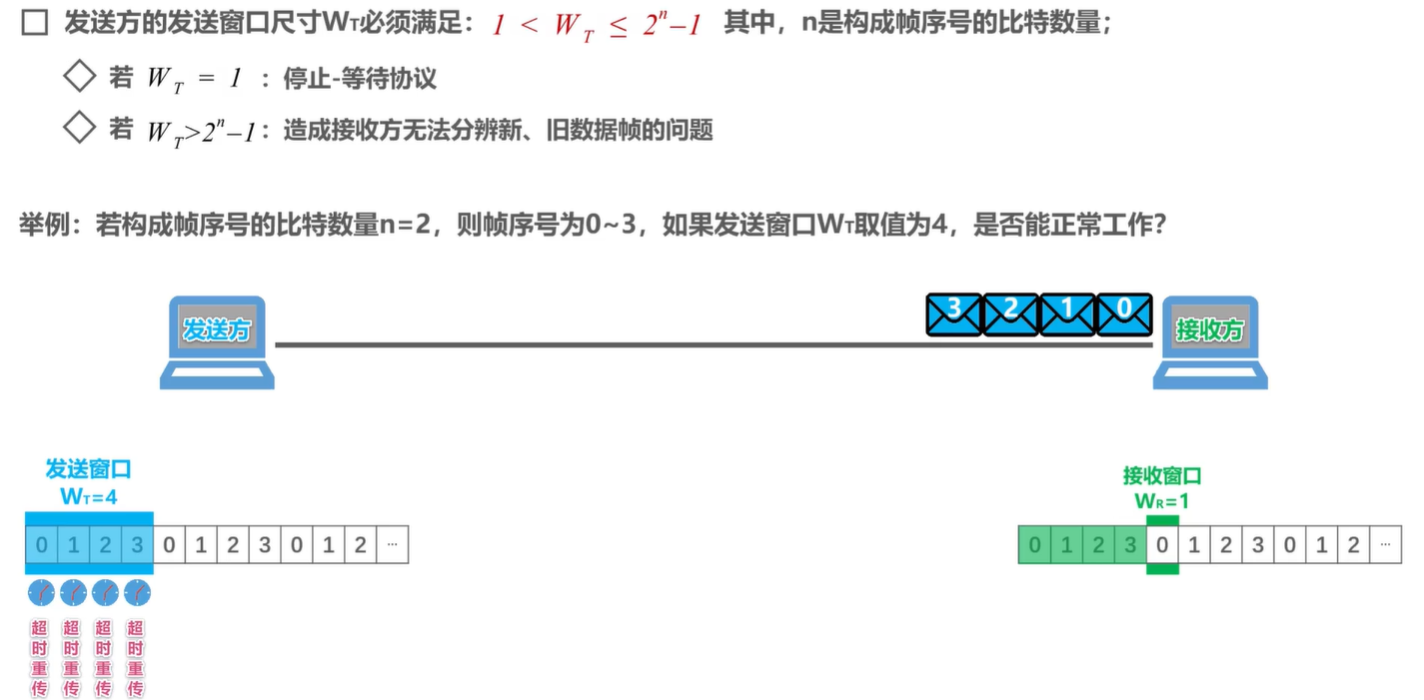 发送方的发送窗口尺寸WT必须满足：1 < W_T ≤ 2^n–1 其中，n是构成帧序号的比特数量；
若 W_T = 1 ：停止-等待协议
若 W_T>2^n–1：造成接收方无法分辨新、旧数据帧的问题
举例：若构成帧序号的比特数量n=2，则帧序号为0~3，如果发送窗口WT取值为4，是否能正常工作？
3 2 1 0
发送方
接收方
发送窗口
WT=4
0 1 2 3 0 1 2 3 0 1 2 ...
超时重传 超时重传 超时重传 超时重传
接收窗口
WR=1
0 1 2 3 0 1 2 3 0 1 2 ...